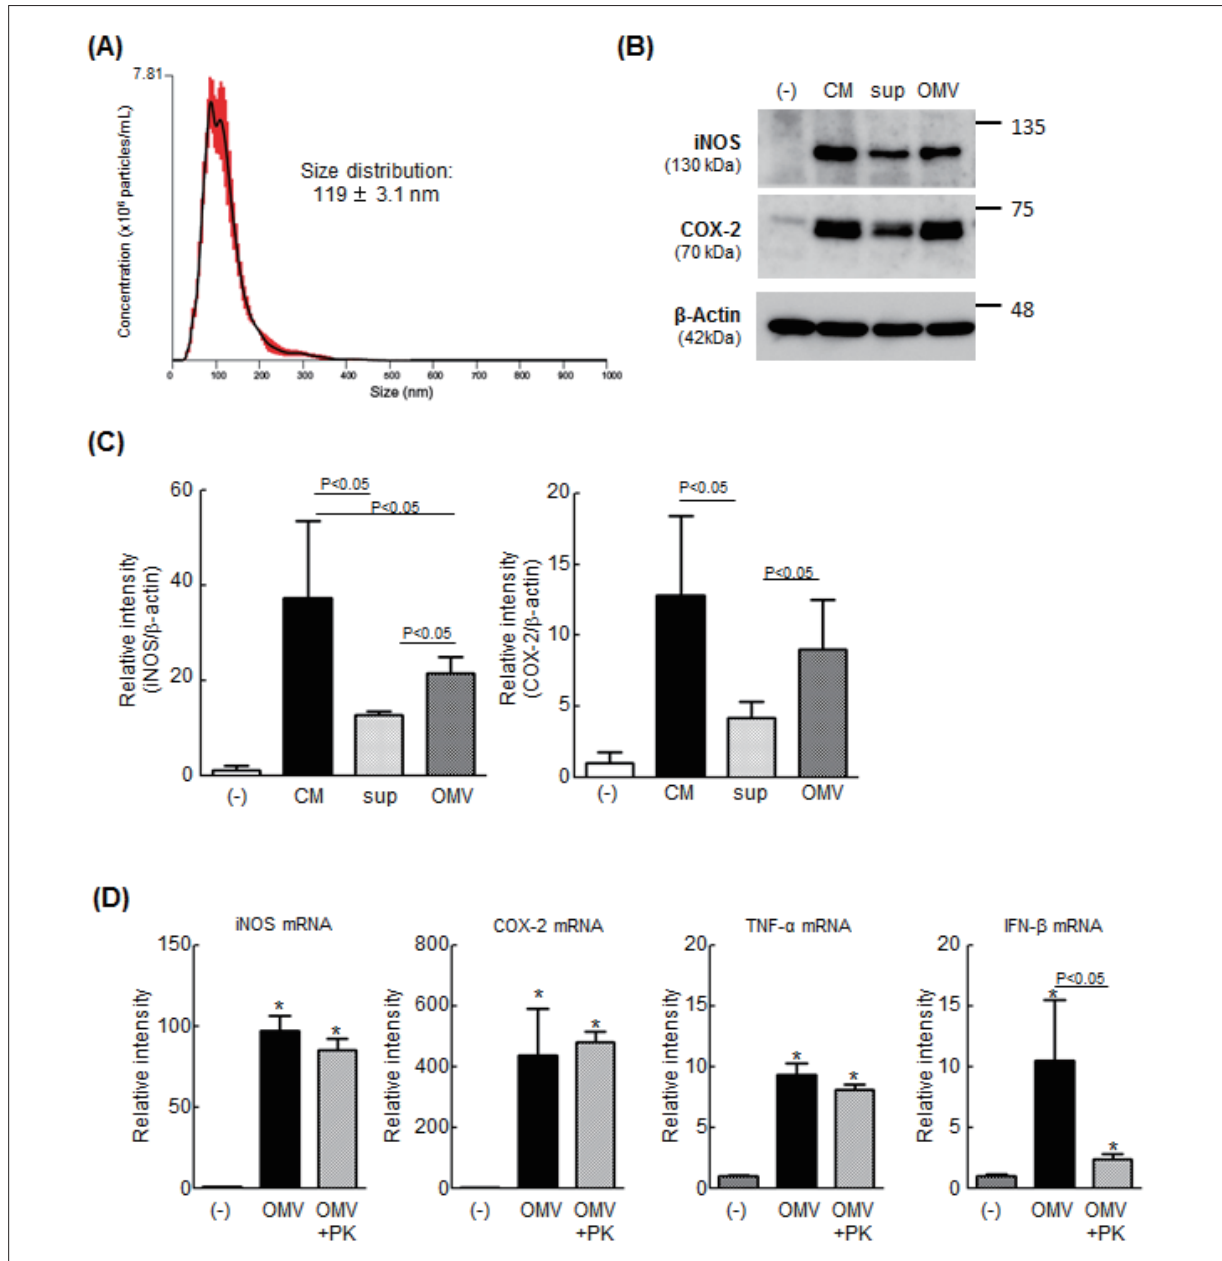 (A)
7.81
Concentration (x10⁶ particles/mL)
Size distribution:
119 ± 3.1 nm
0 100 200 300 400 500 600 700 800 900 1000
Size (nm)
(B)
(-) CM sup OMV
iNOS
(130 kDa)
135
COX-2
(70 kDa)
75
β-Actin
(42kDa)
48
(C)
Relative intensity
(iNOS/β-actin)
60
40
20
0
P<0.05
P<0.05
P<0.05
(-) CM sup OMV
Relative intensity
(COX-2/β-actin)
20
15
10
5
0
P<0.05
P<0.05
(-) CM sup OMV
(D)
iNOS mRNA
Relative intensity
150
100
50
0
* *
(-) OMV OMV
+PK
COX-2 mRNA
Relative intensity
800
600
400
200
0
* *
(-) OMV OMV
+PK
TNF-α mRNA
Relative intensity
20
15
10
5
0
* *
(-) OMV OMV
+PK
IFN-β mRNA
Relative intensity
20
15
10
5
0
P<0.05
* *
(-) OMV OMV
+PK